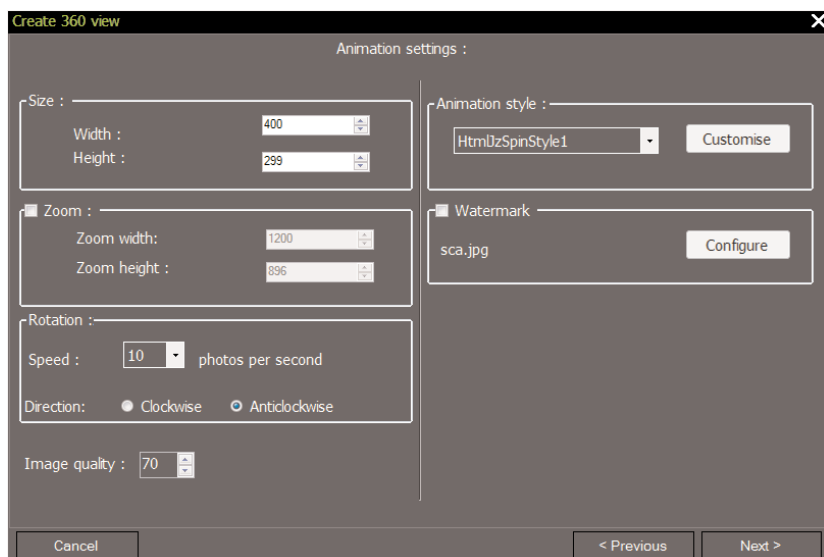 Create 360 view
Animation settings :
Size :
Width :
400
Height :
299
Zoom :
Zoom width:
1200
Zoom height :
896
Rotation :
Speed :
10
photos per second
Direction:
Clockwise
Anticlockwise
Image quality :
70
Animation style :
HtmlJzSpinStyle1
Customise
Watermark
sca.jpg
Configure
Cancel
< Previous
Next >